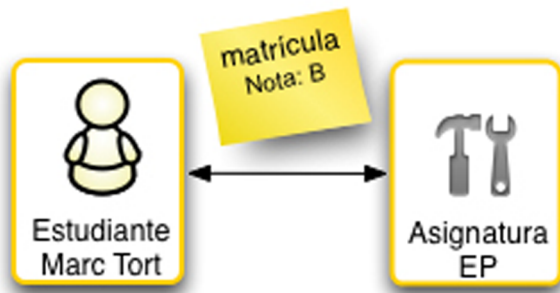 matrícula
Nota: B
Estudiante
Marc Tort
Asignatura
EP